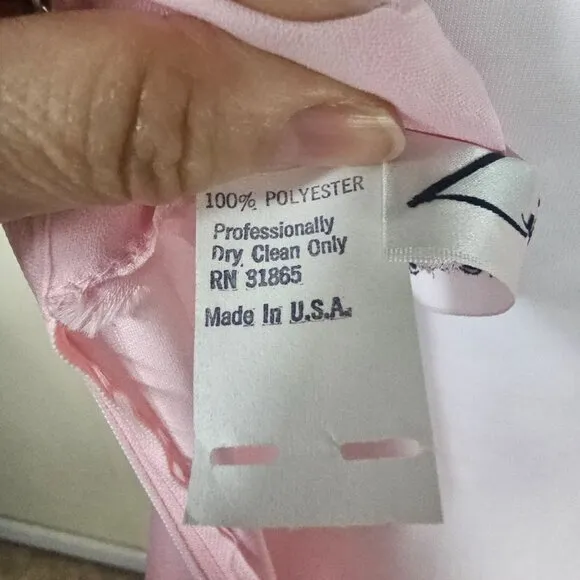 100% POLYESTER
Professionally
Dry Clean Only
RN 31865
Made In U.S.A.